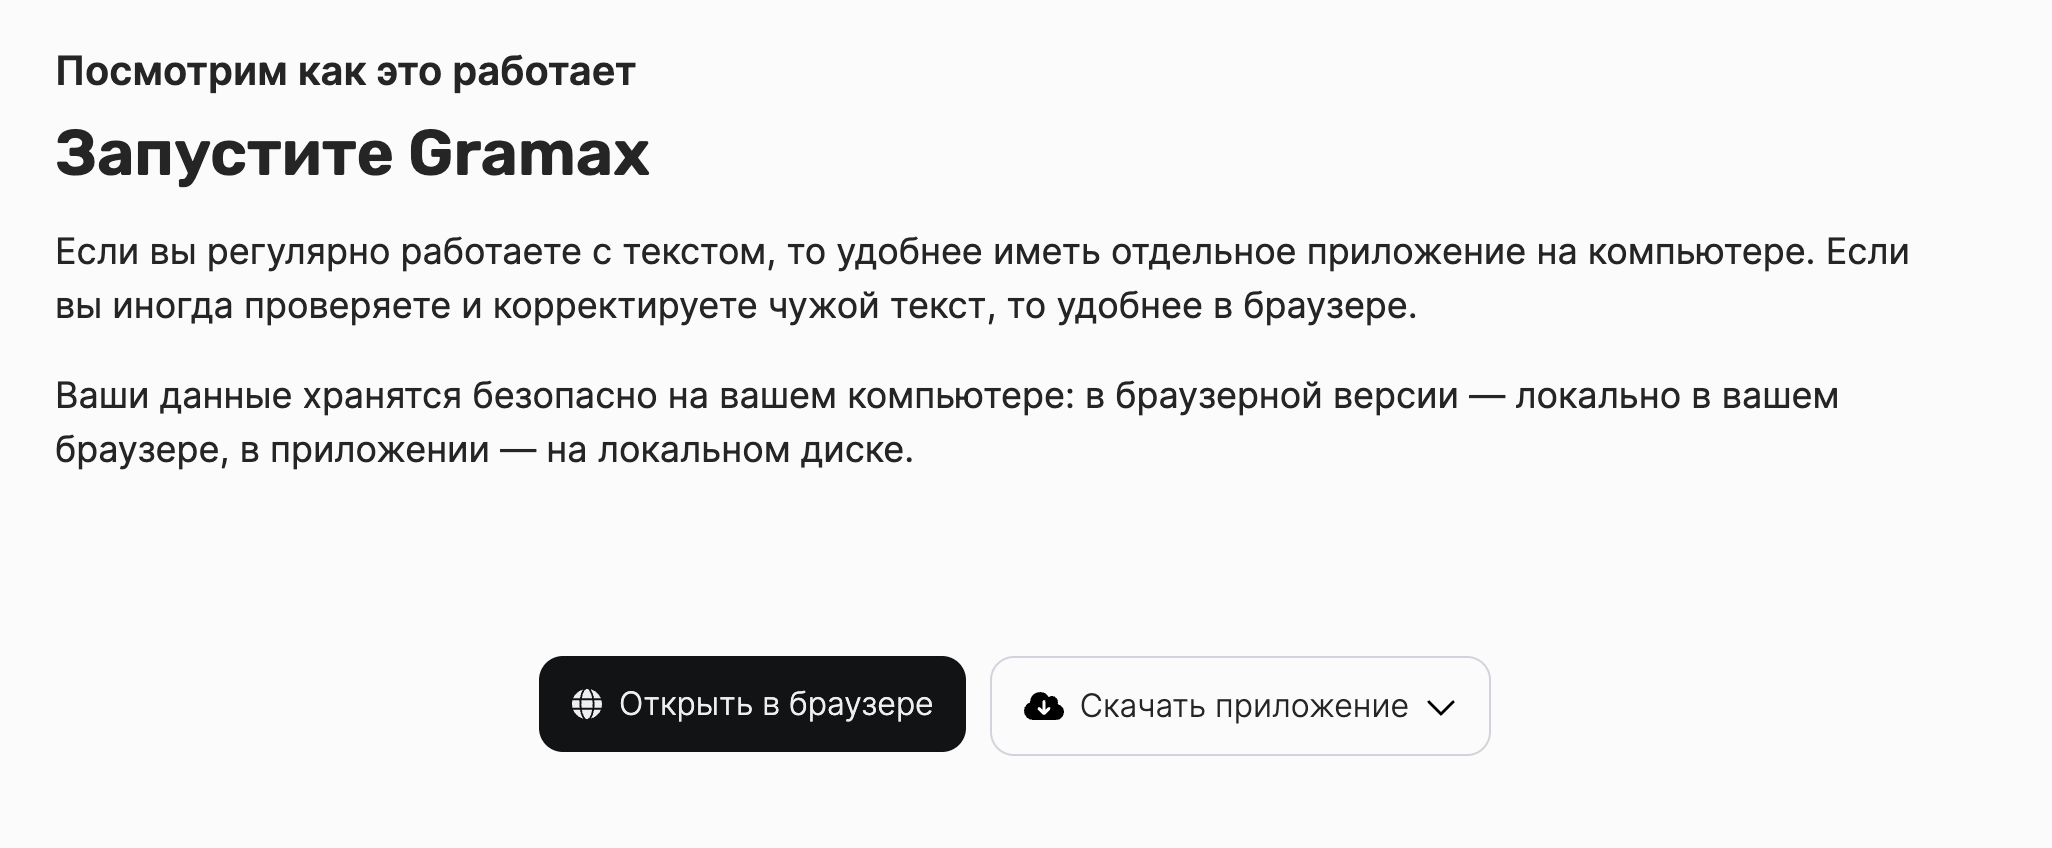 Посмотрим как это работает
Запустите Gramax
Если вы регулярно работаете с текстом, то удобнее иметь отдельное приложение на компьютере. Если
вы иногда проверяете и корректируете чужой текст, то удобнее в браузере.
Ваши данные хранятся безопасно на вашем компьютере: в браузерной версии — локально в вашем
браузере, в приложении — на локальном диске.
Открыть в браузере
Скачать приложение